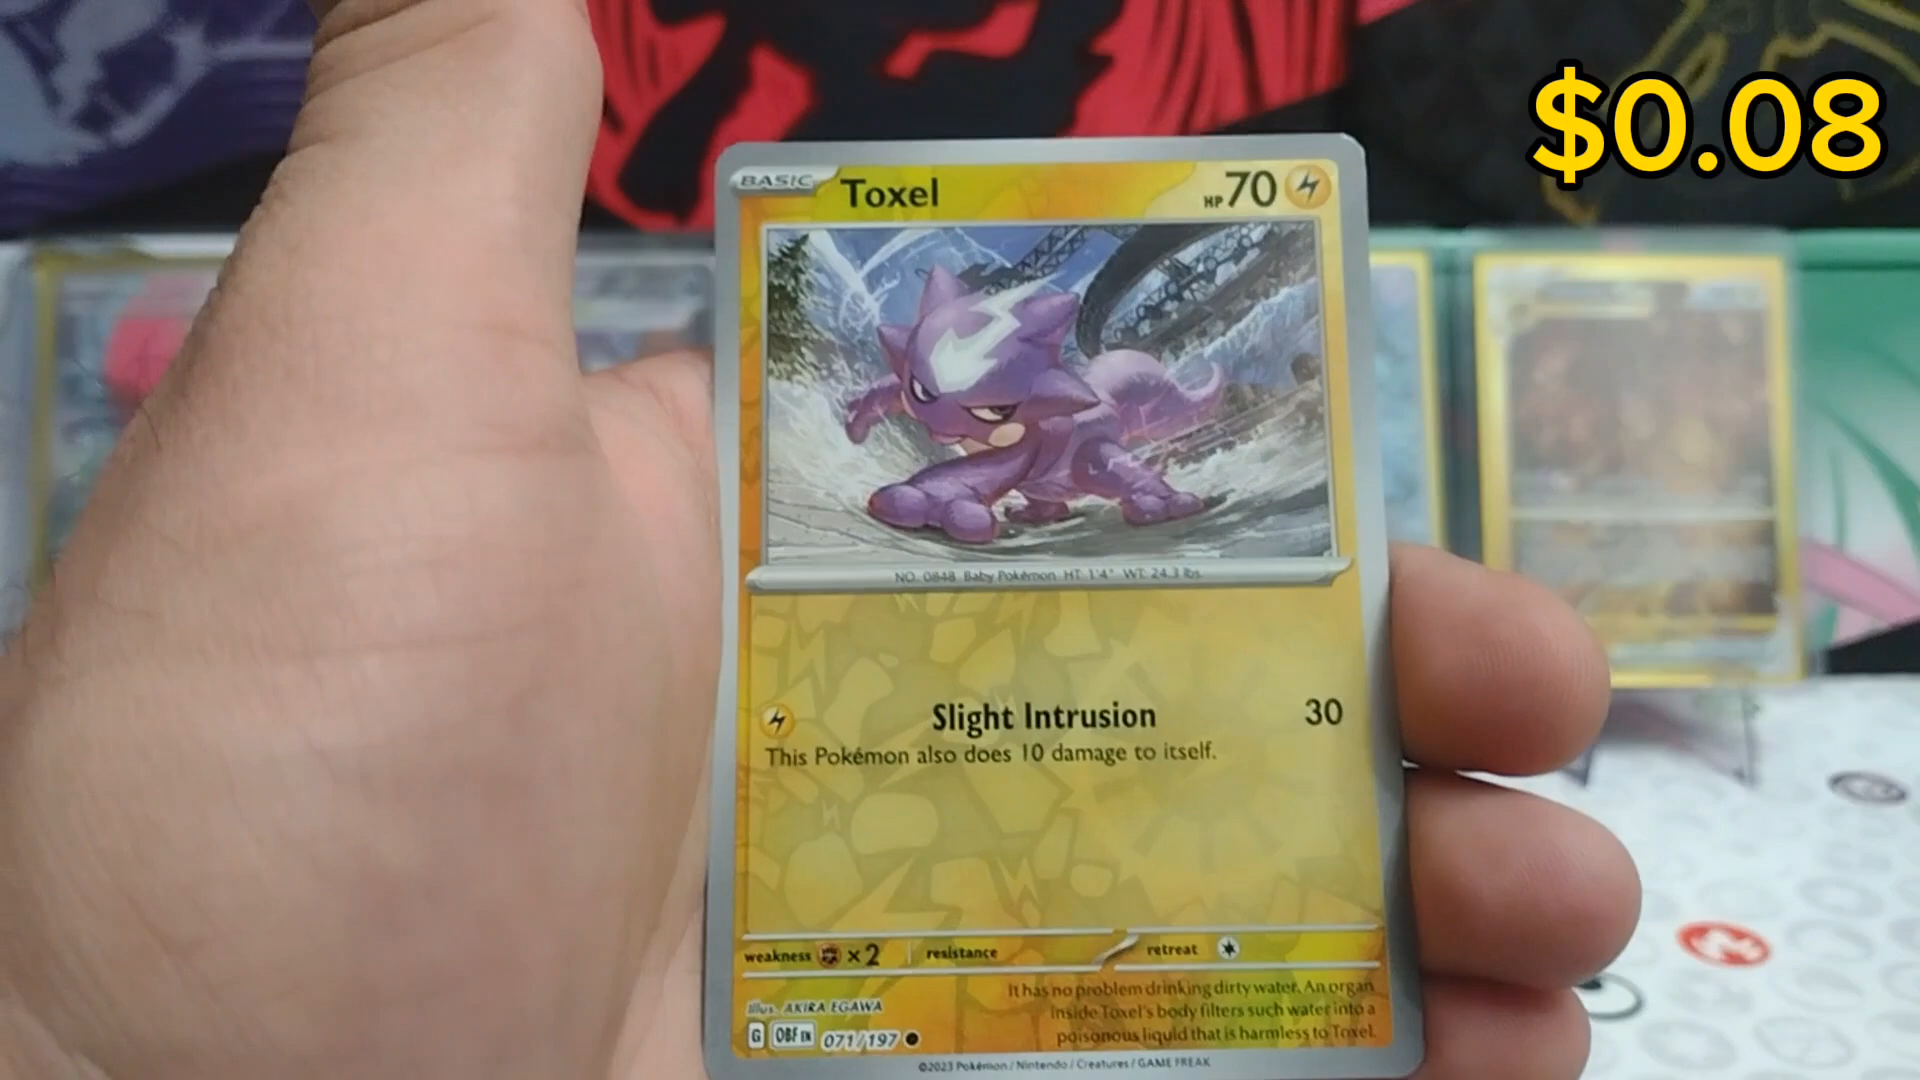 $0.08
BASIC Toxel HP 70
NO. 0848 Baby Pokémon HT: 1'4" WT: 24.3 lbs.
Slight Intrusion 30
This Pokémon also does 10 damage to itself.
weakness ×2 resistance retreat
It has no problem drinking dirty water. An organ
inside Toxel's body filters such water into a
poisonous liquid that is harmless to Toxel.
Illus. AKIRA EGAWA
G OBF EN 071/197
©2023 Pokémon / Nintendo / Creatures / GAME FREAK